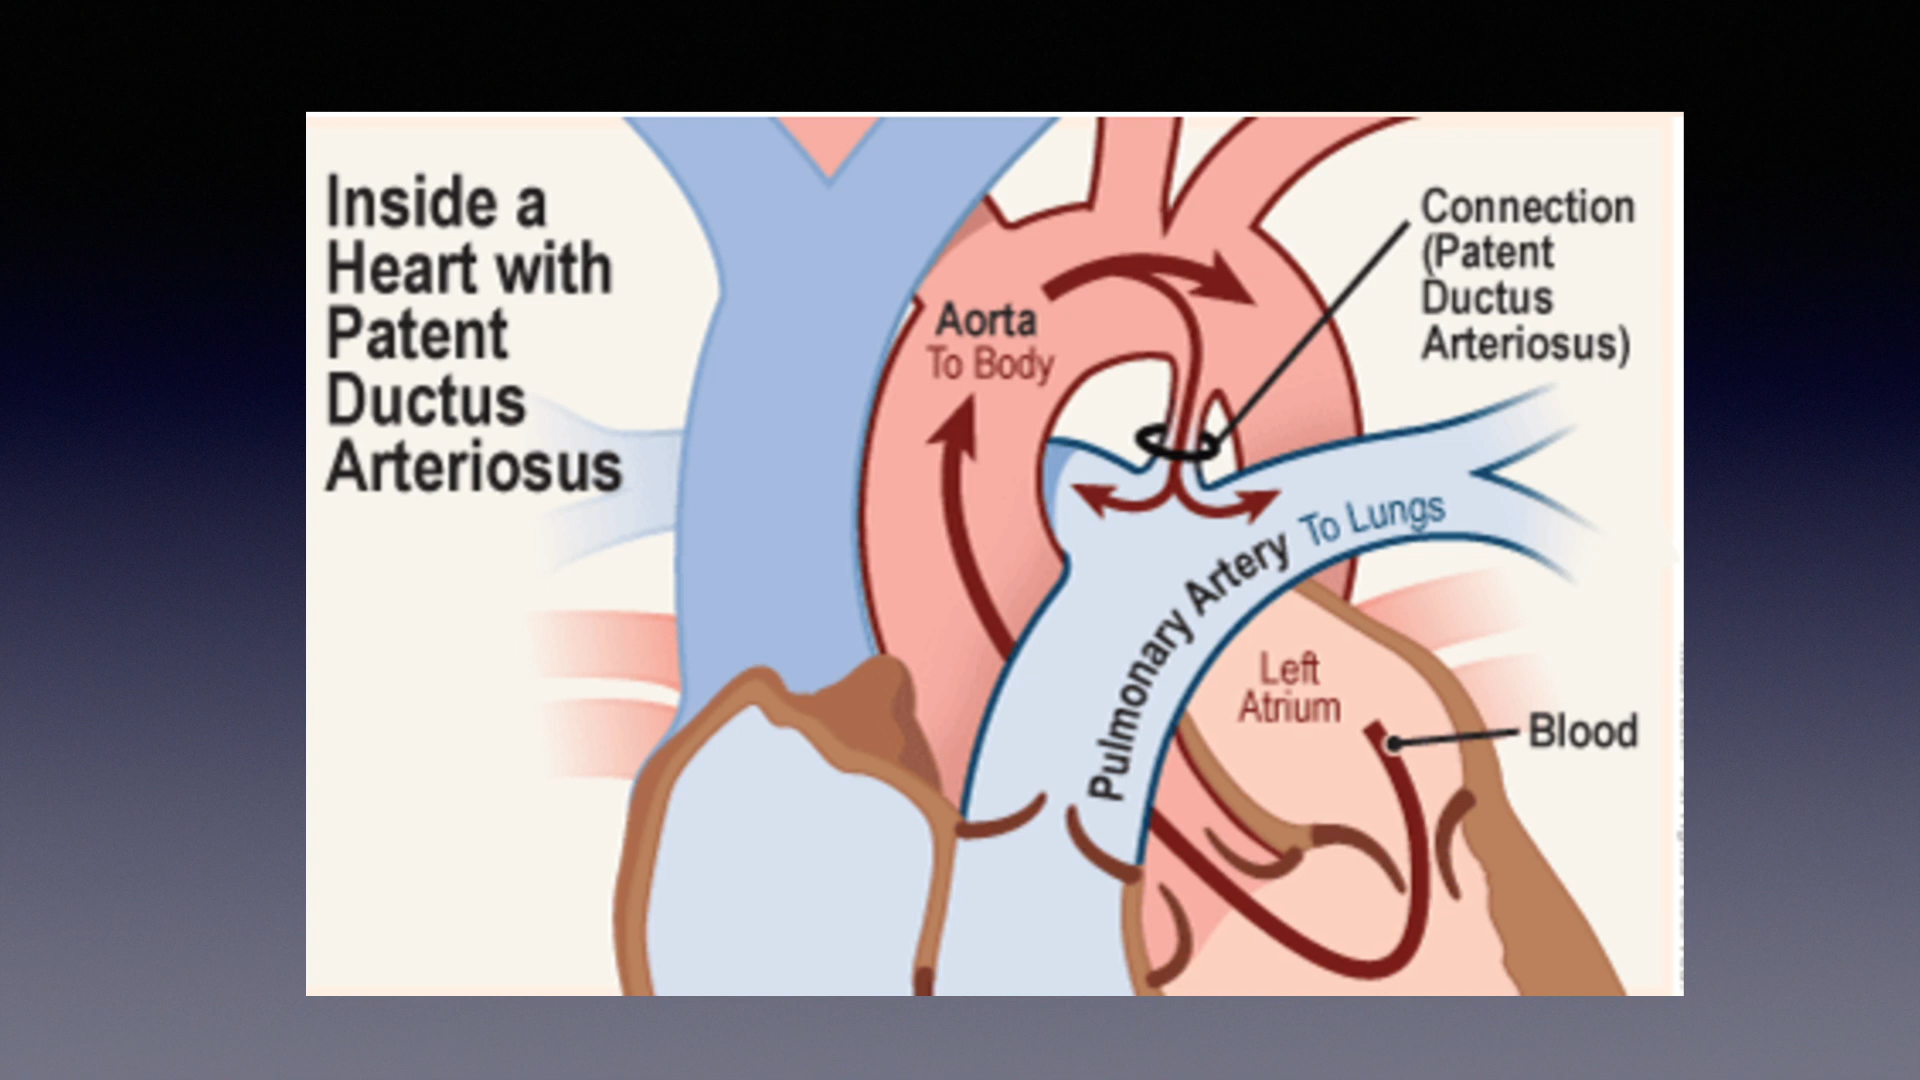 Inside a
Heart with
Patent
Ductus
Arteriosus
Connection
(Patent
Ductus
Arteriosus)
Aorta
To Body
Pulmonary Artery To Lungs
Left
Atrium
Blood